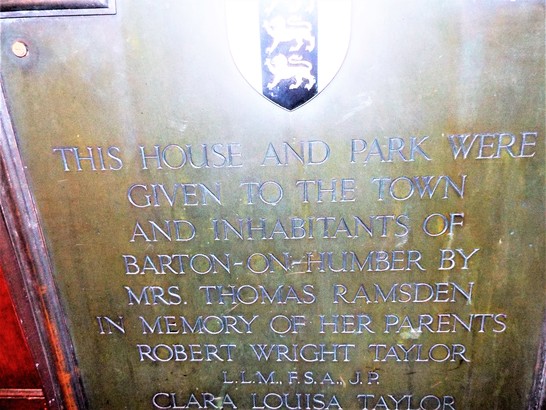 THIS HOUSE AND PARK WERE
GIVEN TO THE TOWN
AND INHABITANTS OF
BARTON-ON-HUMBER BY
MRS. THOMAS RAMSDEN
IN MEMORY OF HER PARENTS
ROBERT WRIGHT TAYLOR
L.L.M., F.S.A., J.P.
CLARA LOUISA TAYLOR